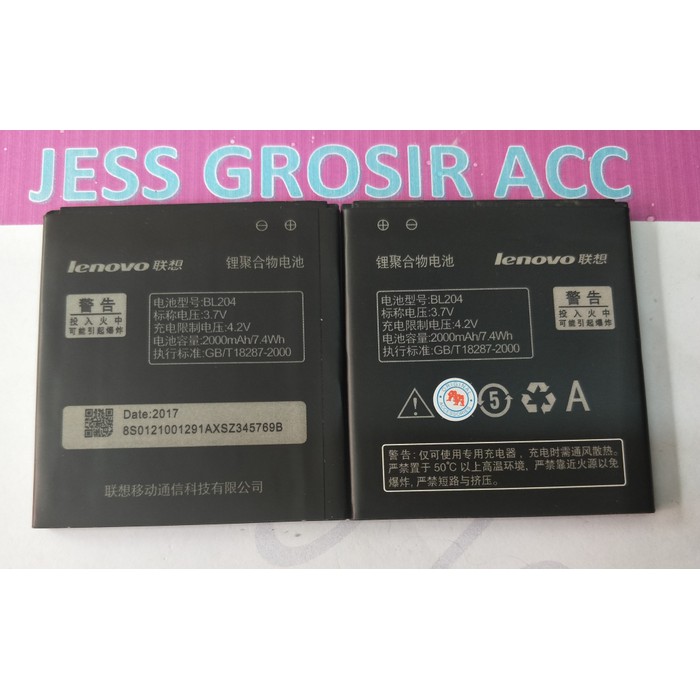 JESS GROSIR ACC
lenovo 联想
锂聚合物电池
警告
投入火中
可能引起爆炸
电池型号:BL204
标称电压:3.7V
充电限制电压:4.2V
电池容量:2000mAh/7.4Wh
执行标准:GB/T18287-2000
Date:2017
8S0121001291AXSZ345769B
联想移动通信科技有限公司
锂聚合物电池
lenovo 联想
电池型号:BL204
标称电压:3.7V
充电限制电压:4.2V
电池容量:2000mAh/7.4Wh
执行标准:GB/T18287-2000
警告
投入火中
可能引起爆炸
5
A
警告:仅可使用专用充电器,充电时需通风散热。
严禁置于50℃以上高温环境,严禁靠近火源以免
爆炸,严禁短路与挤压。